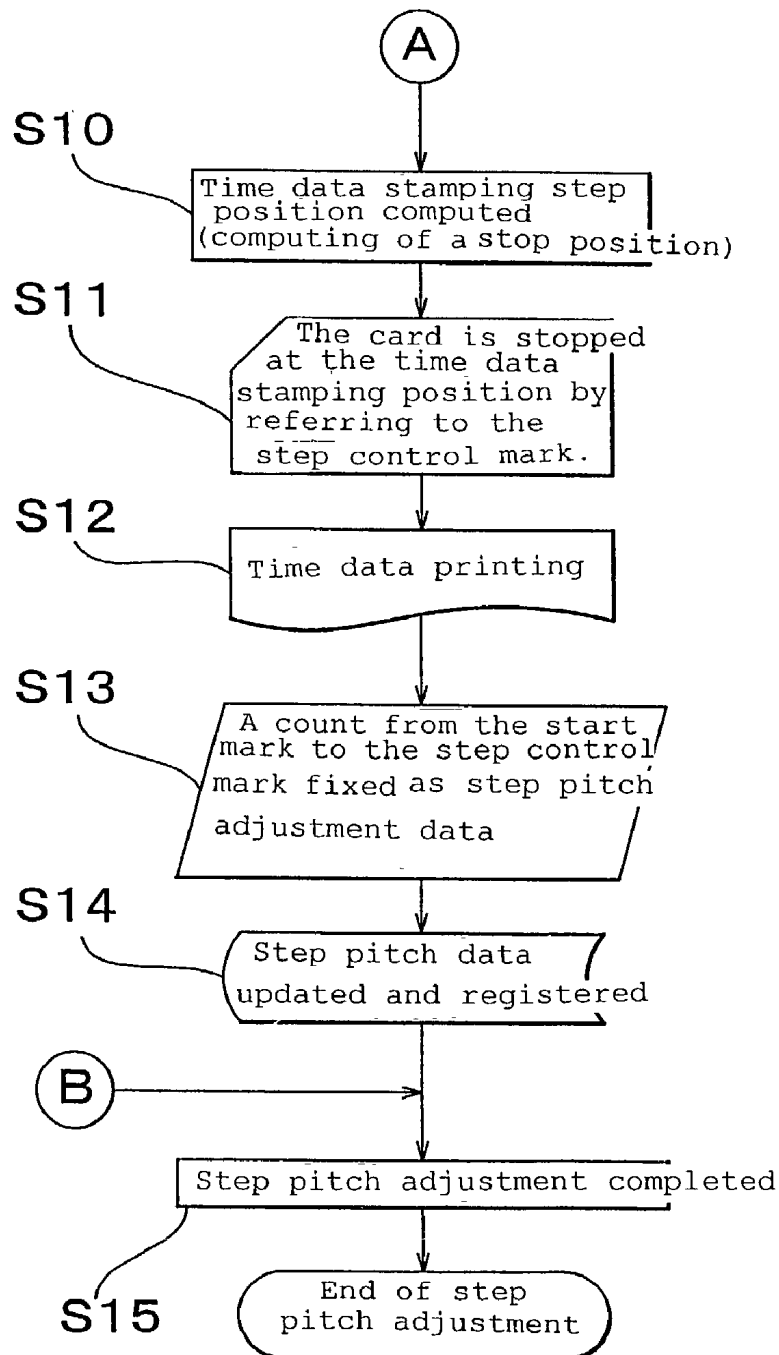 A
S10
Time data stamping step
position computed
(computing of a stop position)
S11
The card is stopped
at the time data
stamping position by
referring to the
step control mark.
S12
Time data printing
S13
A count from the start
mark to the step control
mark fixed as step pitch
adjustment data
S14
Step pitch data
updated and registered
B
Step pitch adjustment completed
S15
End of step
pitch adjustment